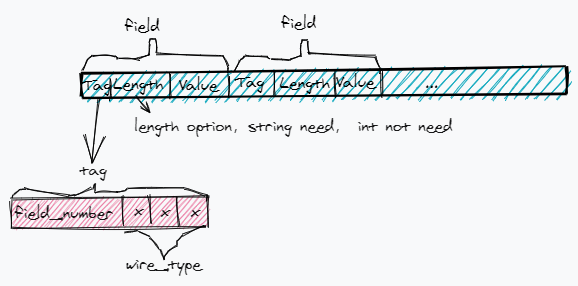 field field
Tag Length Value Tag Length Value ...
length option, string need, int not need
tag
field_number x x x
wire_type